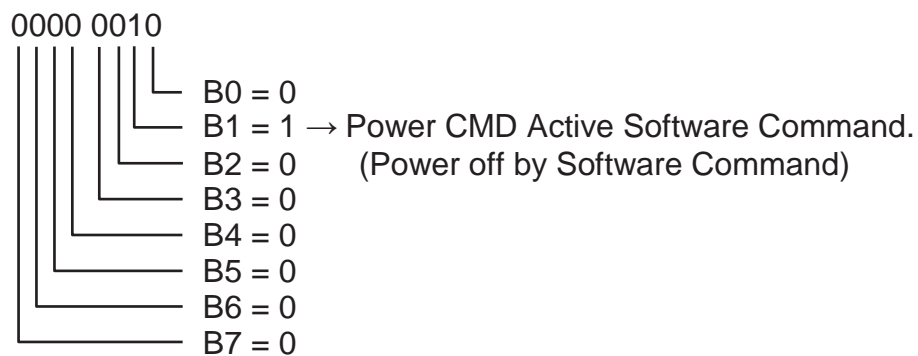 0000 0010
B0 = 0
B1 = 1 → Power CMD Active Software Command.
B2 = 0 (Power off by Software Command)
B3 = 0
B4 = 0
B5 = 0
B6 = 0
B7 = 0